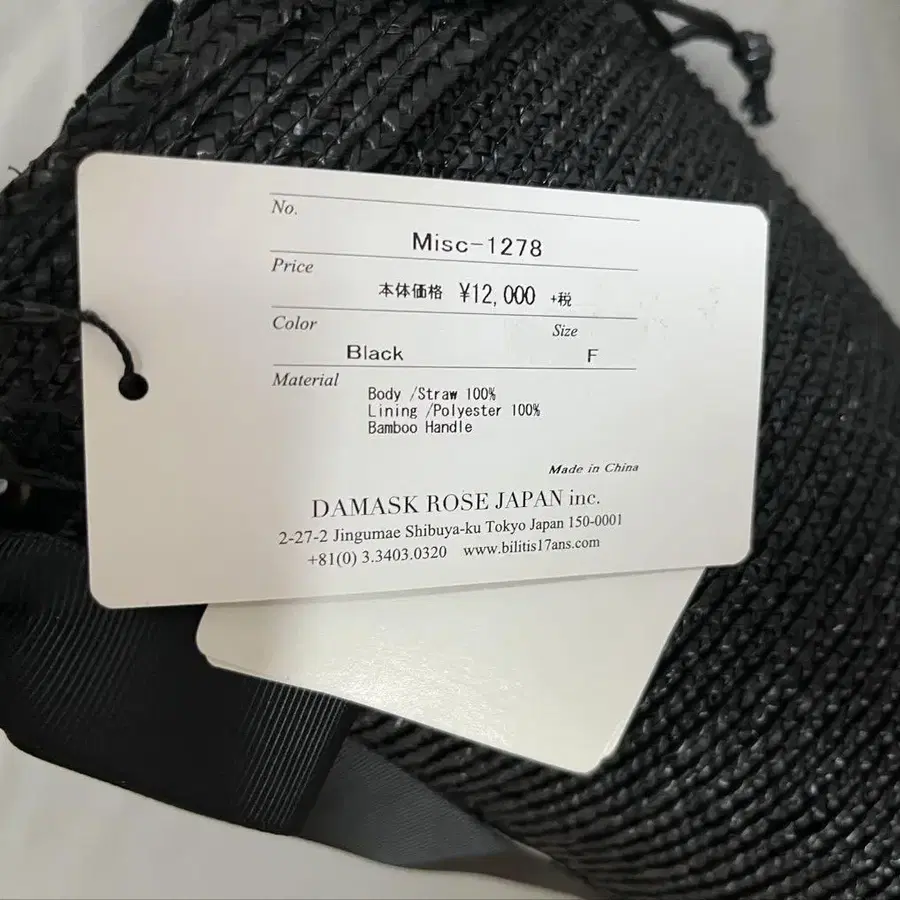 No.
Misc-1278
Price
本体価格 ¥12,000 +税
Color Size
Black F
Material
Body /Straw 100%
Lining /Polyester 100%
Bamboo Handle
Made in China
DAMASK ROSE JAPAN inc.
2-27-2 Jingumae Shibuya-ku Tokyo Japan 150-0001
+81(0) 3.3403.0320 www.bilitis17ans.com